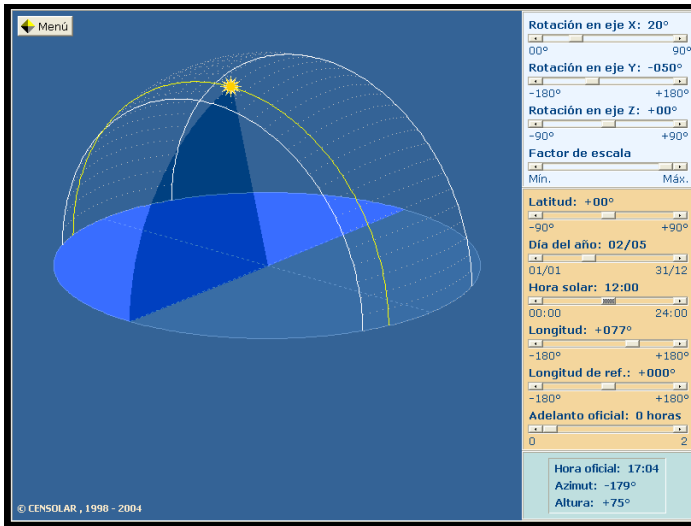 Menú
Rotación en eje X: 20°
00° 90°
Rotación en eje Y: -050°
-180° +180°
Rotación en eje Z: +00°
-90° +90°
Factor de escala
Mín. Máx.
Latitud: +00°
-90° +90°
Día del año: 02/05
01/01 31/12
Hora solar: 12:00
00:00 24:00
Longitud: +077°
-180° +180°
Longitud de ref.: +000°
-180° +180°
Adelanto oficial: 0 horas
0 2
Hora oficial: 17:04
Azimut: -179°
Altura: +75°
© CENSOLAR , 1998 - 2004